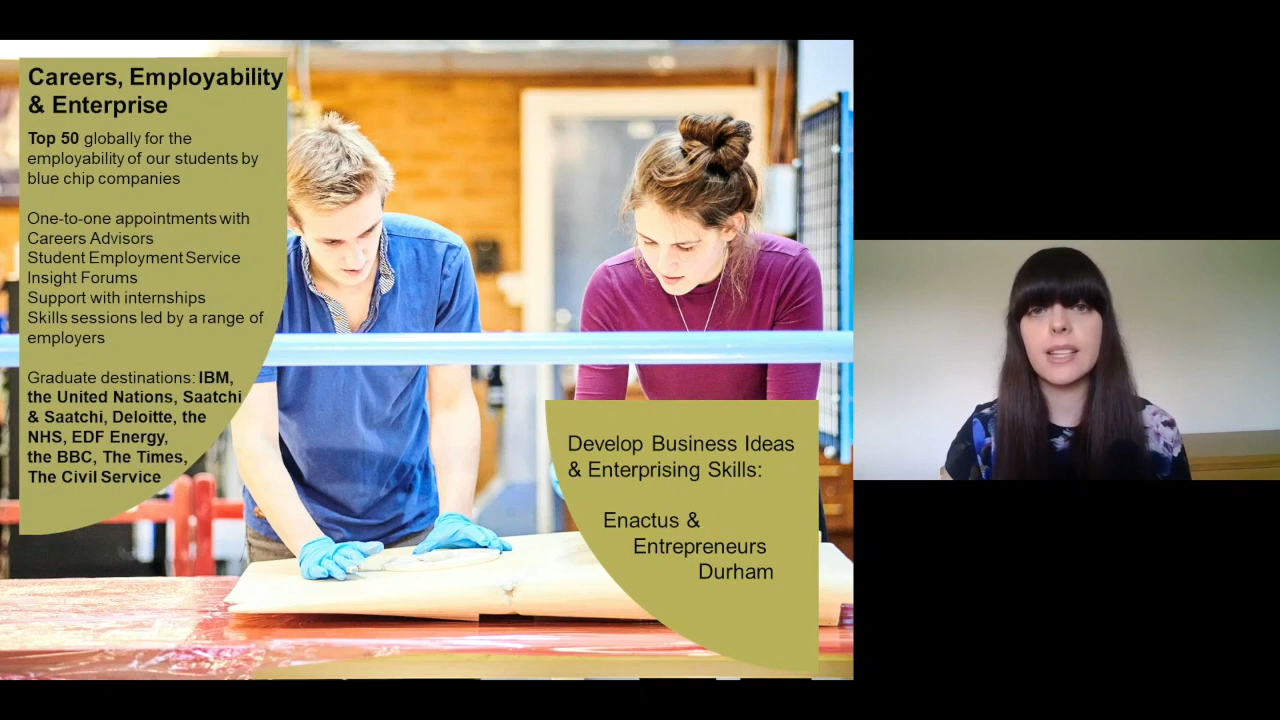 Careers, Employability
& Enterprise
Top 50 globally for the
employability of our students by
blue chip companies
One-to-one appointments with
Careers Advisors
Student Employment Service
Insight Forums
Support with internships
Skills sessions led by a range of
employers
Graduate destinations: IBM,
the United Nations, Saatchi
& Saatchi, Deloitte, the
NHS, EDF Energy,
the BBC, The Times,
The Civil Service
Develop Business Ideas
& Enterprising Skills:
Enactus &
Entrepreneurs
Durham